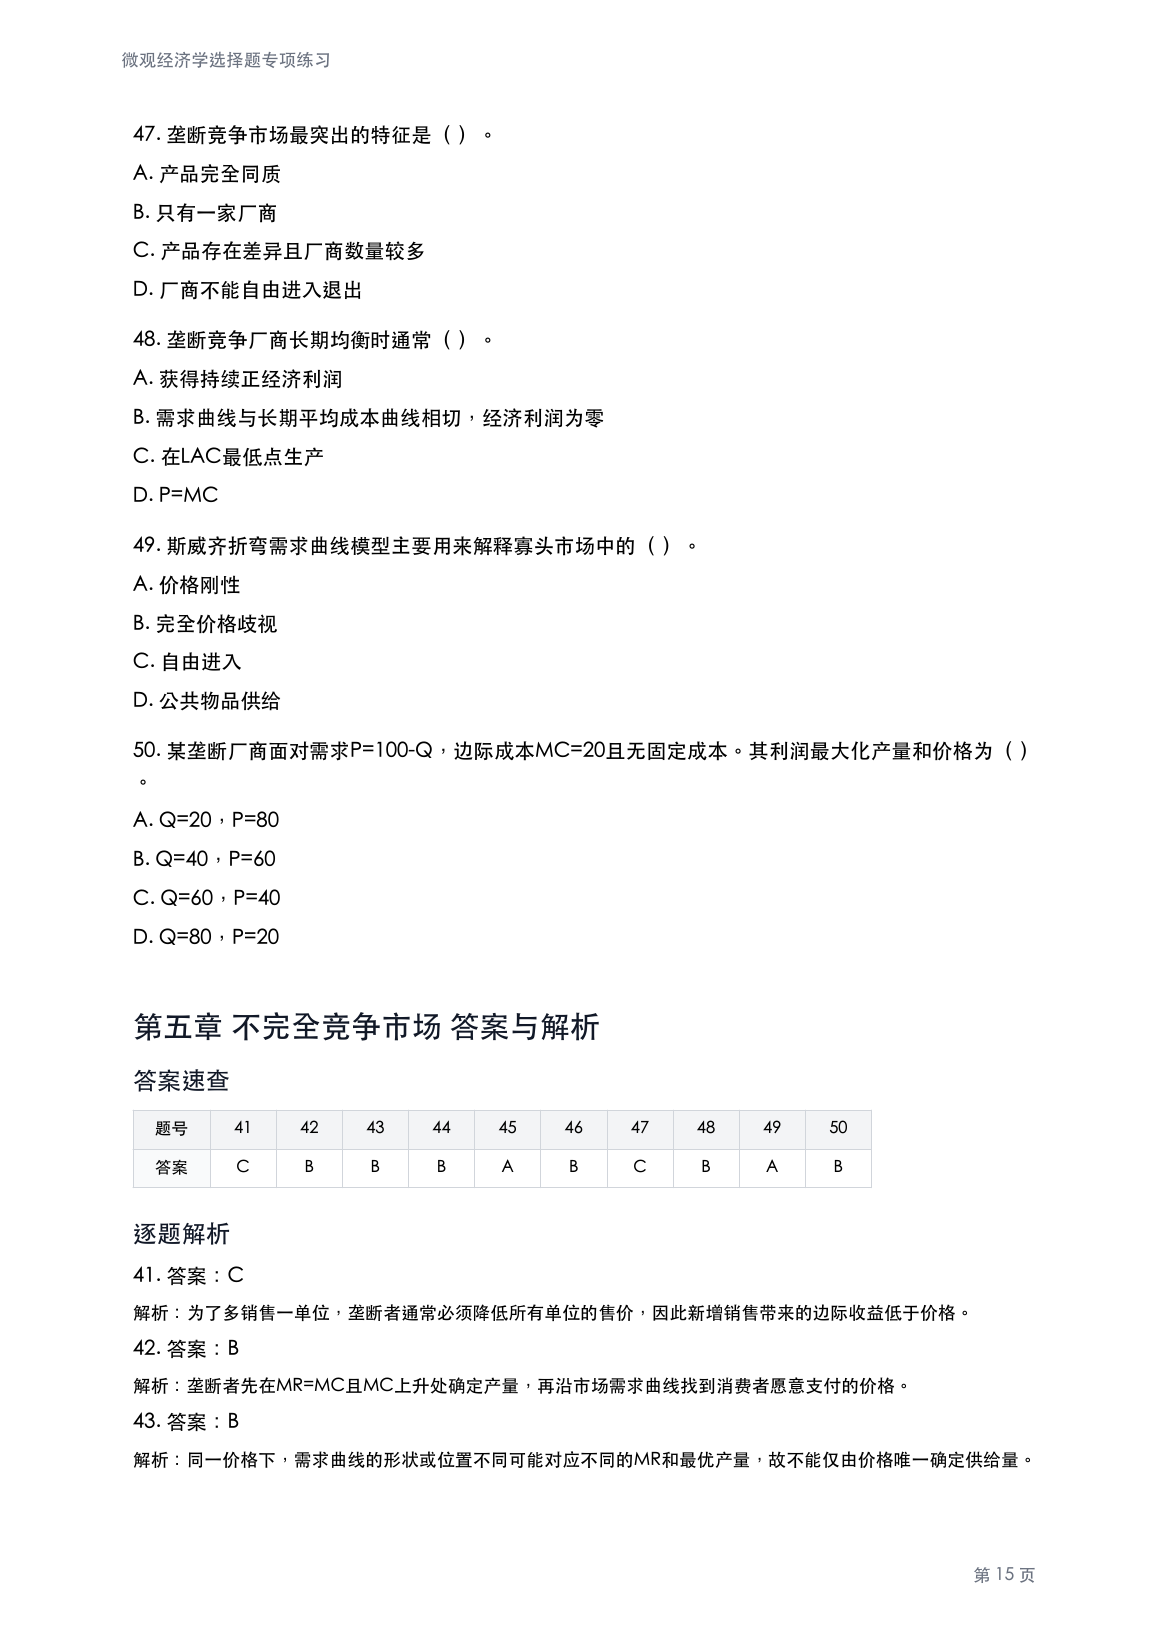 微观经济学选择题专项练习
47. 垄断竞争市场最突出的特征是（ ）。
A. 产品完全同质
B. 只有一家厂商
C. 产品存在差异且厂商数量较多
D. 厂商不能自由进入退出
48. 垄断竞争厂商长期均衡时通常（ ）。
A. 获得持续正经济利润
B. 需求曲线与长期平均成本曲线相切，经济利润为零
C. 在LAC最低点生产
D. P=MC
49. 斯威齐折弯需求曲线模型主要用来解释寡头市场中的（ ）。
A. 价格刚性
B. 完全价格歧视
C. 自由进入
D. 公共物品供给
50. 某垄断厂商面对需求P=100-Q，边际成本MC=20且无固定成本。其利润最大化产量和价格为（ ）
。
A. Q=20，P=80
B. Q=40，P=60
C. Q=60，P=40
D. Q=80，P=20
第五章 不完全竞争市场 答案与解析
答案速查
题号 41 42 43 44 45 46 47 48 49 50
答案 C B B B A B C B A B
逐题解析
41. 答案：C
解析：为了多销售一单位，垄断者通常必须降低所有单位的售价，因此新增销售带来的边际收益低于价格。
42. 答案：B
解析：垄断者先在MR=MC且MC上升处确定产量，再沿市场需求曲线找到消费者愿意支付的价格。
43. 答案：B
解析：同一价格下，需求曲线的形状或位置不同可能对应不同的MR和最优产量，故不能仅由价格唯一确定供给量。
第 15 页